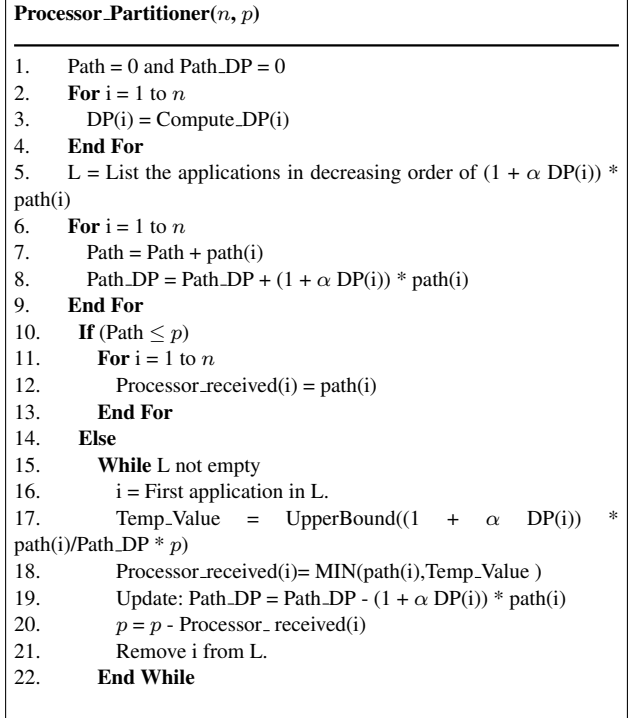 Processor_Partitioner(n, p)
1. Path = 0 and Path_DP = 0
2. For i = 1 to n
3. DP(i) = Compute_DP(i)
4. End For
5. L = List the applications in decreasing order of (1 + α DP(i)) *
path(i)
6. For i = 1 to n
7. Path = Path + path(i)
8. Path_DP = Path_DP + (1 + α DP(i)) * path(i)
9. End For
10. If (Path ≤ p)
11. For i = 1 to n
12. Processor_received(i) = path(i)
13. End For
14. Else
15. While L not empty
16. i = First application in L.
17. Temp_Value = UpperBound((1 + α DP(i)) *
path(i)/Path_DP * p)
18. Processor_received(i)= MIN(path(i),Temp_Value )
19. Update: Path_DP = Path_DP - (1 + α DP(i)) * path(i)
20. p = p - Processor_ received(i)
21. Remove i from L.
22. End While